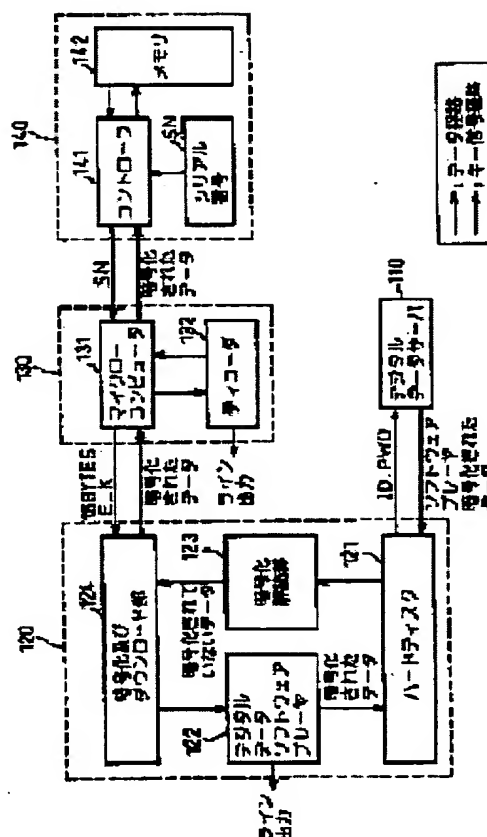 140
142
メモリ
141
コントローラ
SN
シリアル
番号
SN
暗号化
された
データ
130
131
マイクロ
コンピュータ
132
ディコーダ
ライン
出力
16BYTES
E_K
暗号化
された
データ
120
124
暗号化及び
ダウンロード部
123
暗号化
解除部
暗号化されて
いないデータ
122
デジタル
データ
ソフトウェア
プレーヤ
暗号化
された
データ
121
ハードディスク
ライン
出力
ID.PWD
ソフトウェア
プレーヤ
暗号化された
110
デジタル
データサーバ
:データ経路
:キー信号経路